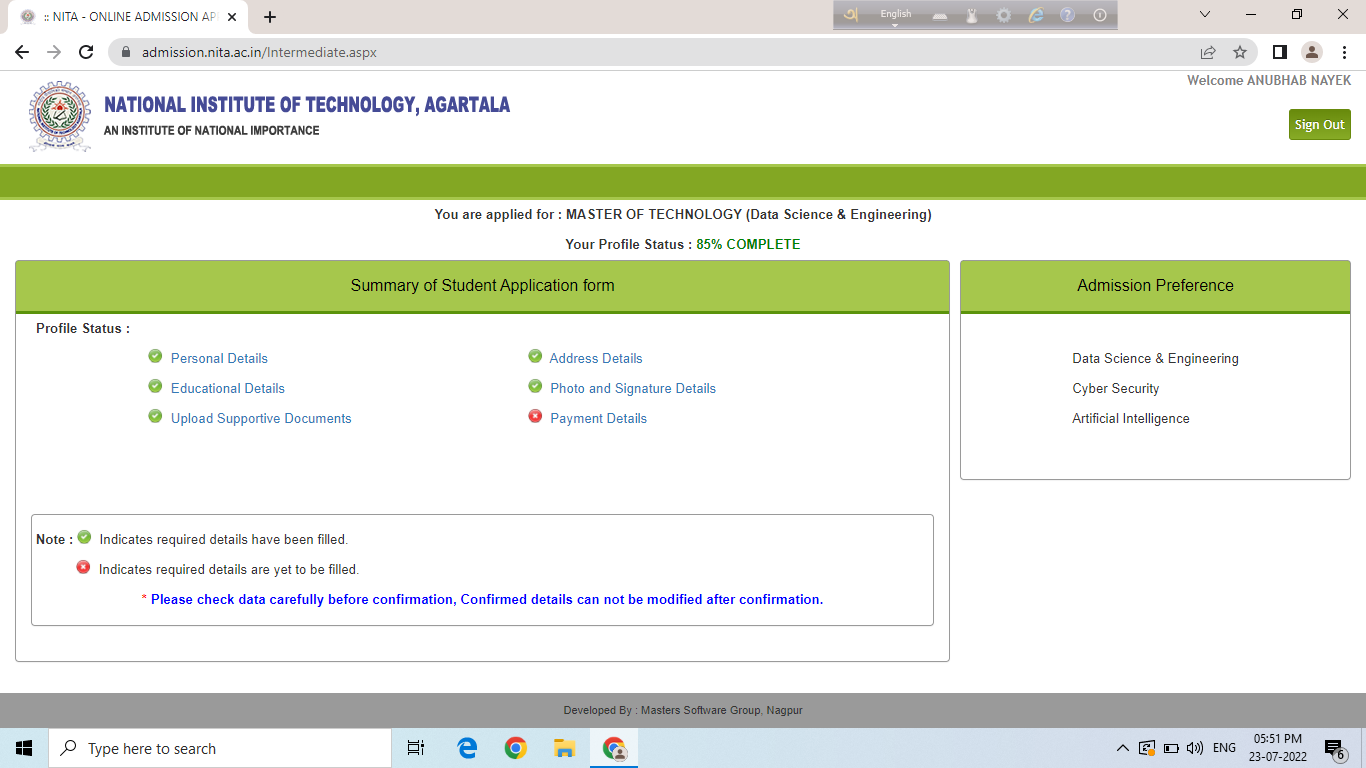 :: NITA - ONLINE ADMISSION AP
English
admission.nita.ac.in/Intermediate.aspx
Welcome ANUBHAB NAYEK
NATIONAL INSTITUTE OF TECHNOLOGY, AGARTALA
AN INSTITUTE OF NATIONAL IMPORTANCE
Sign Out
You are applied for : MASTER OF TECHNOLOGY (Data Science & Engineering)
Your Profile Status : 85% COMPLETE
Summary of Student Application form
Profile Status :
Personal Details
Address Details
Educational Details
Photo and Signature Details
Upload Supportive Documents
Payment Details
Note : Indicates required details have been filled.
Indicates required details are yet to be filled.
* Please check data carefully before confirmation, Confirmed details can not be modified after confirmation.
Admission Preference
Data Science & Engineering
Cyber Security
Artificial Intelligence
Developed By : Masters Software Group, Nagpur
Type here to search
ENG
05:51 PM
23-07-2022
6